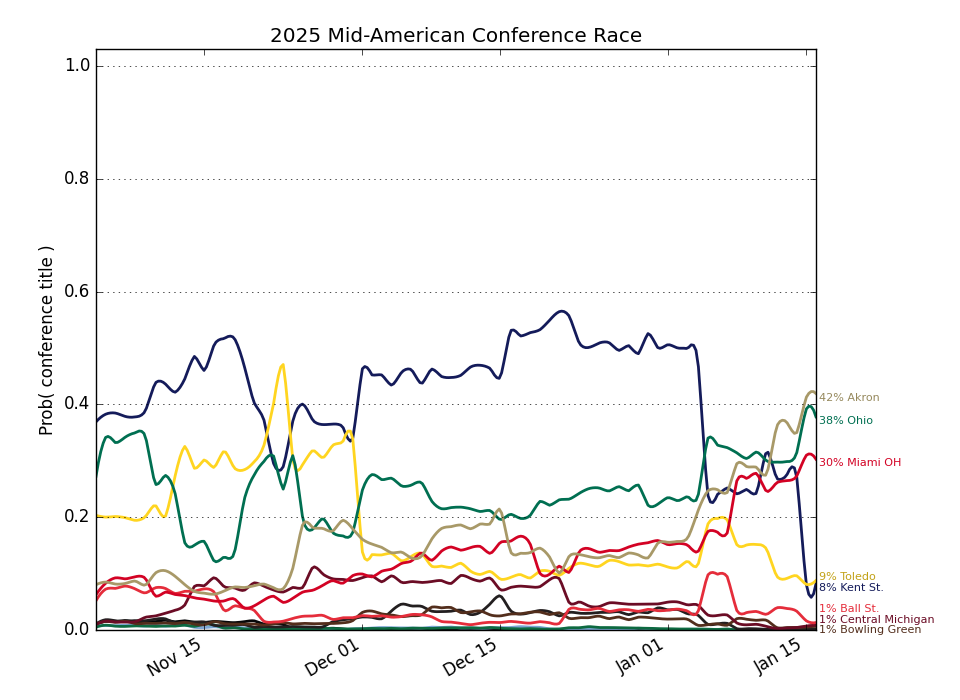 2025 Mid-American Conference Race
Prob( conference title )
1.0
0.8
0.6
0.4
0.2
0.0
42% Akron
38% Ohio
30% Miami OH
9% Toledo
8% Kent St.
1% Ball St.
1% Central Michigan
1% Bowling Green
Nov 15
Dec 01
Dec 15
Jan 01
Jan 15